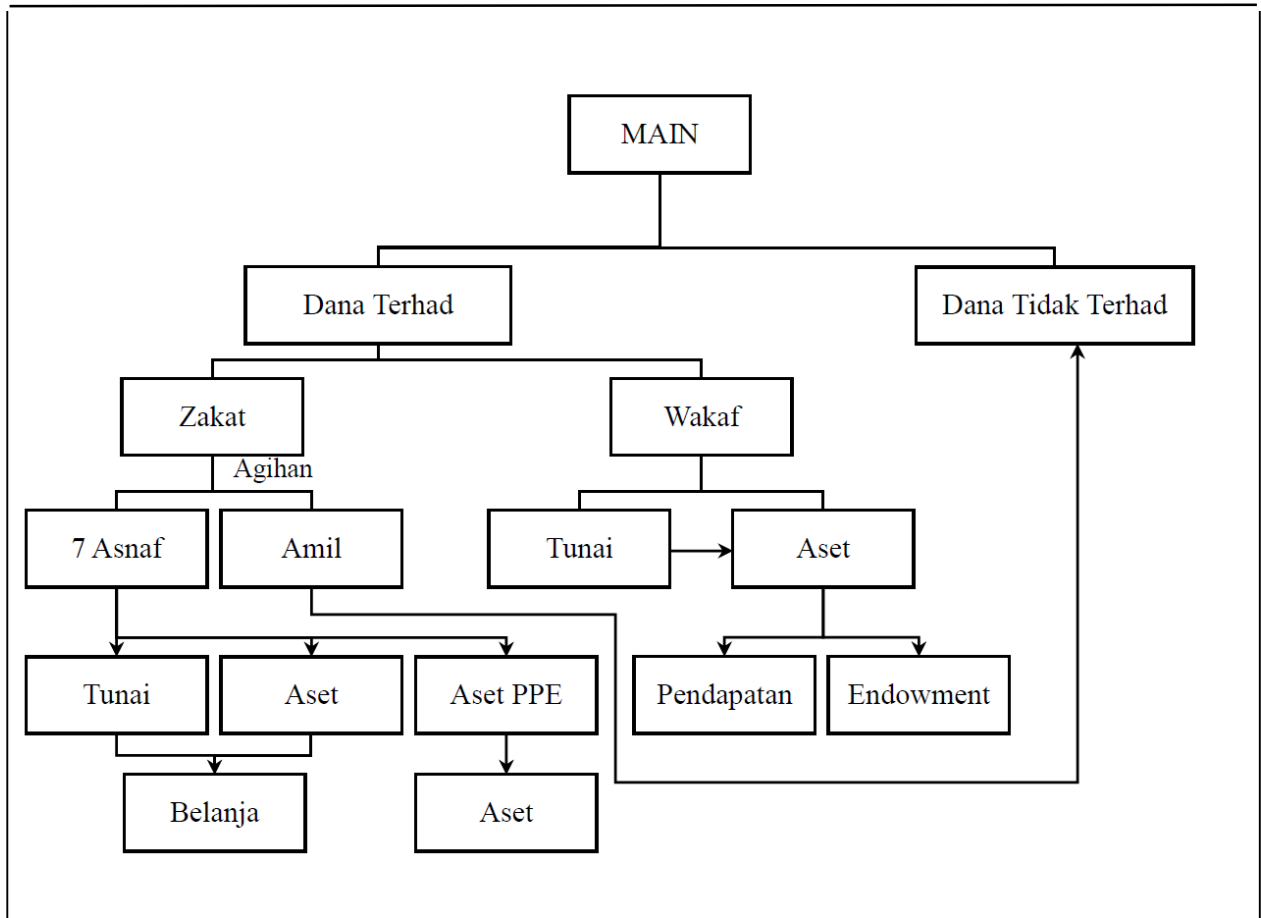 MAIN
Dana Terhad
Dana Tidak Terhad
Zakat
Wakaf
Agihan
7 Asnaf
Amil
Tunai
Aset
Tunai
Aset
Aset PPE
Pendapatan
Endowment
Belanja
Aset